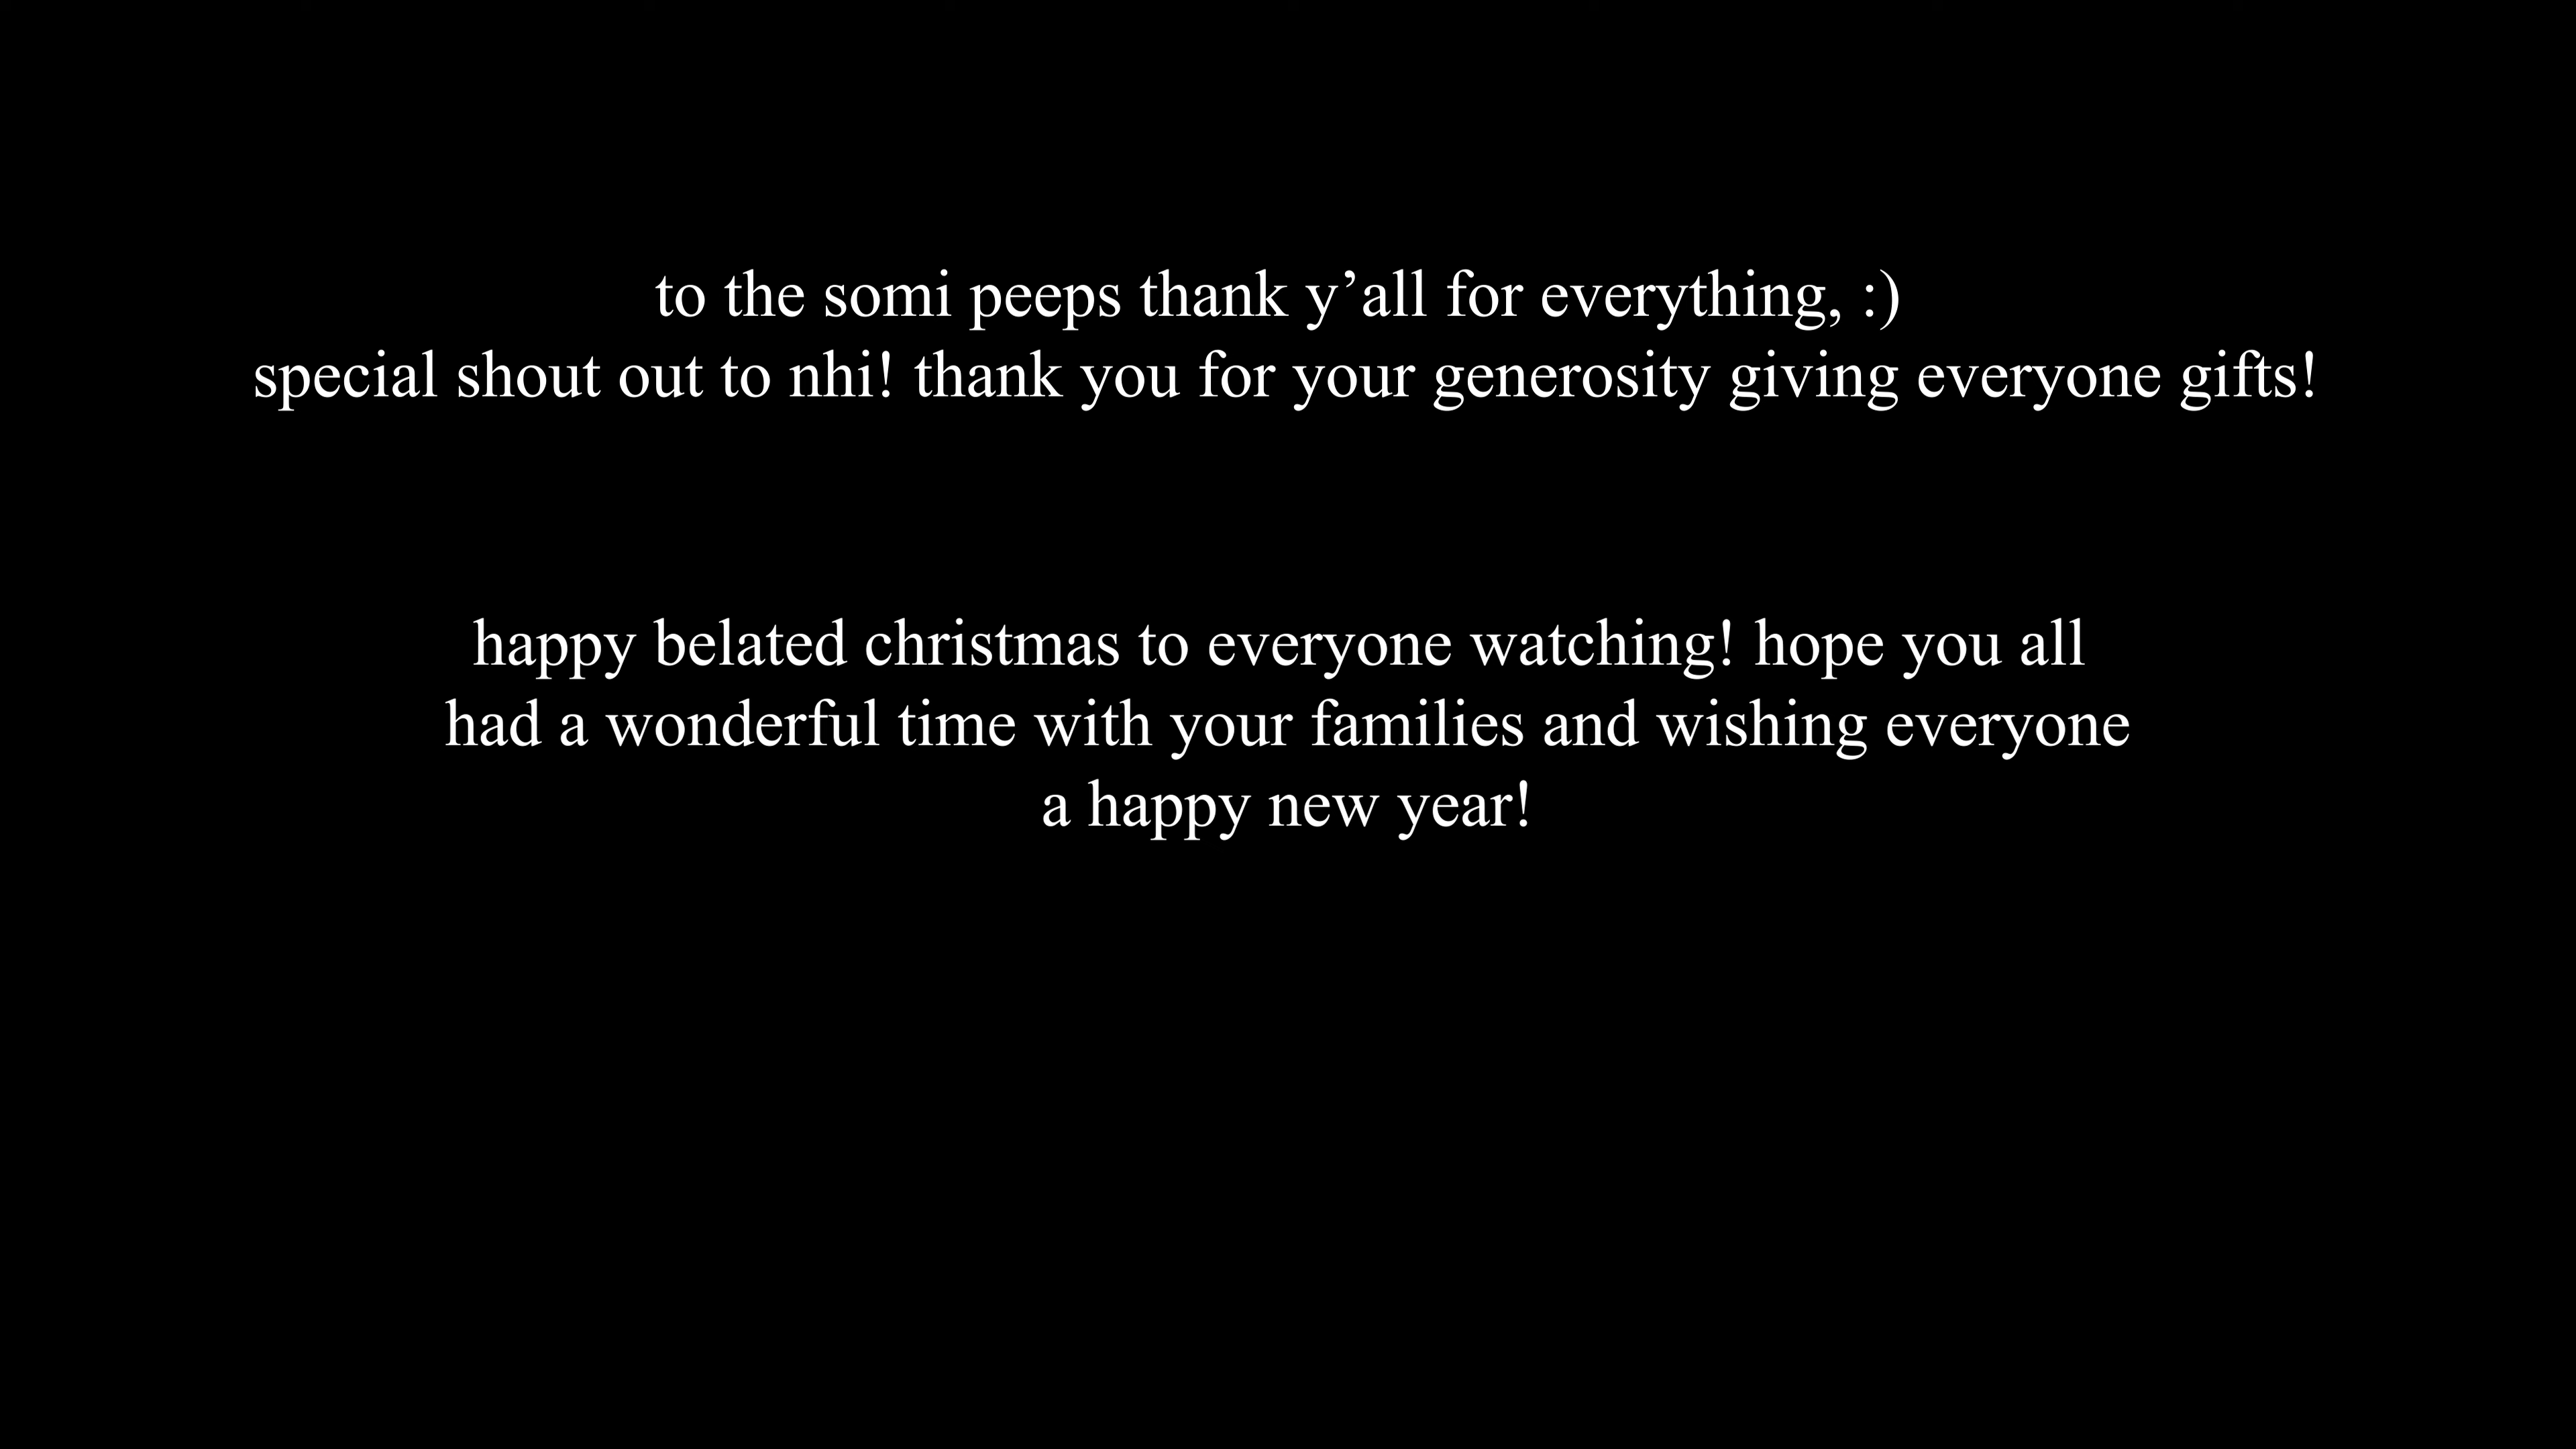 to the somi peeps thank y’all for everything, :)
special shout out to nhi! thank you for your generosity giving everyone gifts!
happy belated christmas to everyone watching! hope you all
had a wonderful time with your families and wishing everyone
a happy new year!